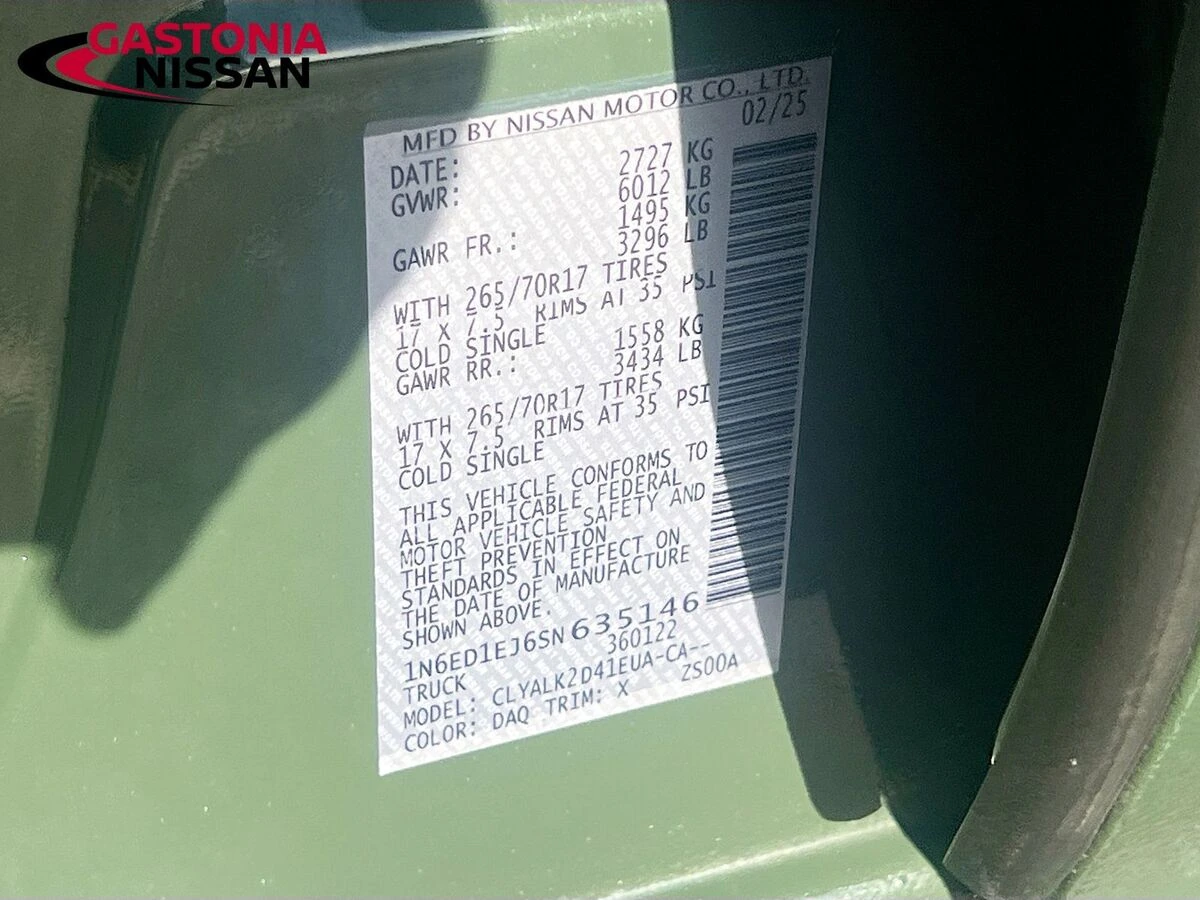 GASTONIA
NISSAN
MFD BY NISSAN MOTOR CO., LTD.
DATE: 02/25
GVWR: 2727 KG
6012 LB
GAWR FR.: 1495 KG
3296 LB
WITH 265/70R17 TIRES
17 X 7.5 RIMS AT 35 PSI
COLD SINGLE
GAWR RR.: 1558 KG
3434 LB
WITH 265/70R17 TIRES
17 X 7.5 RIMS AT 35 PSI
COLD SINGLE
THIS VEHICLE CONFORMS TO
ALL APPLICABLE FEDERAL
MOTOR VEHICLE SAFETY AND
THEFT PREVENTION
STANDARDS IN EFFECT ON
THE DATE OF MANUFACTURE
SHOWN ABOVE.
1N6ED1EJ6SN635146
TRUCK 360122
MODEL: CLYALK2D41EUA-CA--
COLOR: DAQ TRIM: X ZS00A